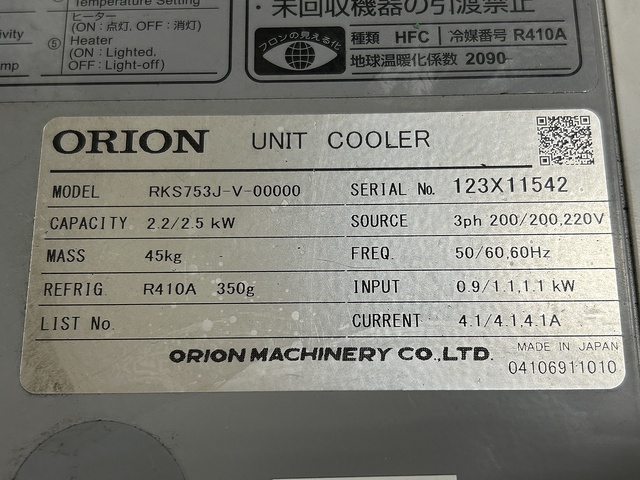 Temperature Setting
ヒーター
(ON : 点灯, OFF : 消灯)
⑤ Heater
(ON : Lighted,
OFF : Light-off)
・未回収機器の引渡禁止
フロンの見える化
種類 HFC 冷媒番号 R410A
地球温暖化係数 2090
ORION UNIT COOLER
MODEL RKS753J-V-00000 SERIAL No. 123X11542
CAPACITY 2.2/2.5 kW SOURCE 3ph 200/200,220V
MASS 45kg FREQ. 50/60,60Hz
REFRIG R410A 350g INPUT 0.9/1.1,1.1 kW
LIST No. CURRENT 4.1/4.1,4.1A
ORION MACHINERY CO.,LTD. MADE IN JAPAN
04106911010